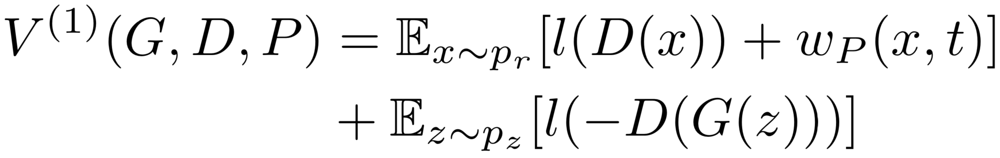 V^{(1)}(G, D, P) = \mathbb{E}_{x \sim p_r}[l(D(x)) + w_P(x, t)]
+ \mathbb{E}_{z \sim p_z}[l(-D(G(z)))]